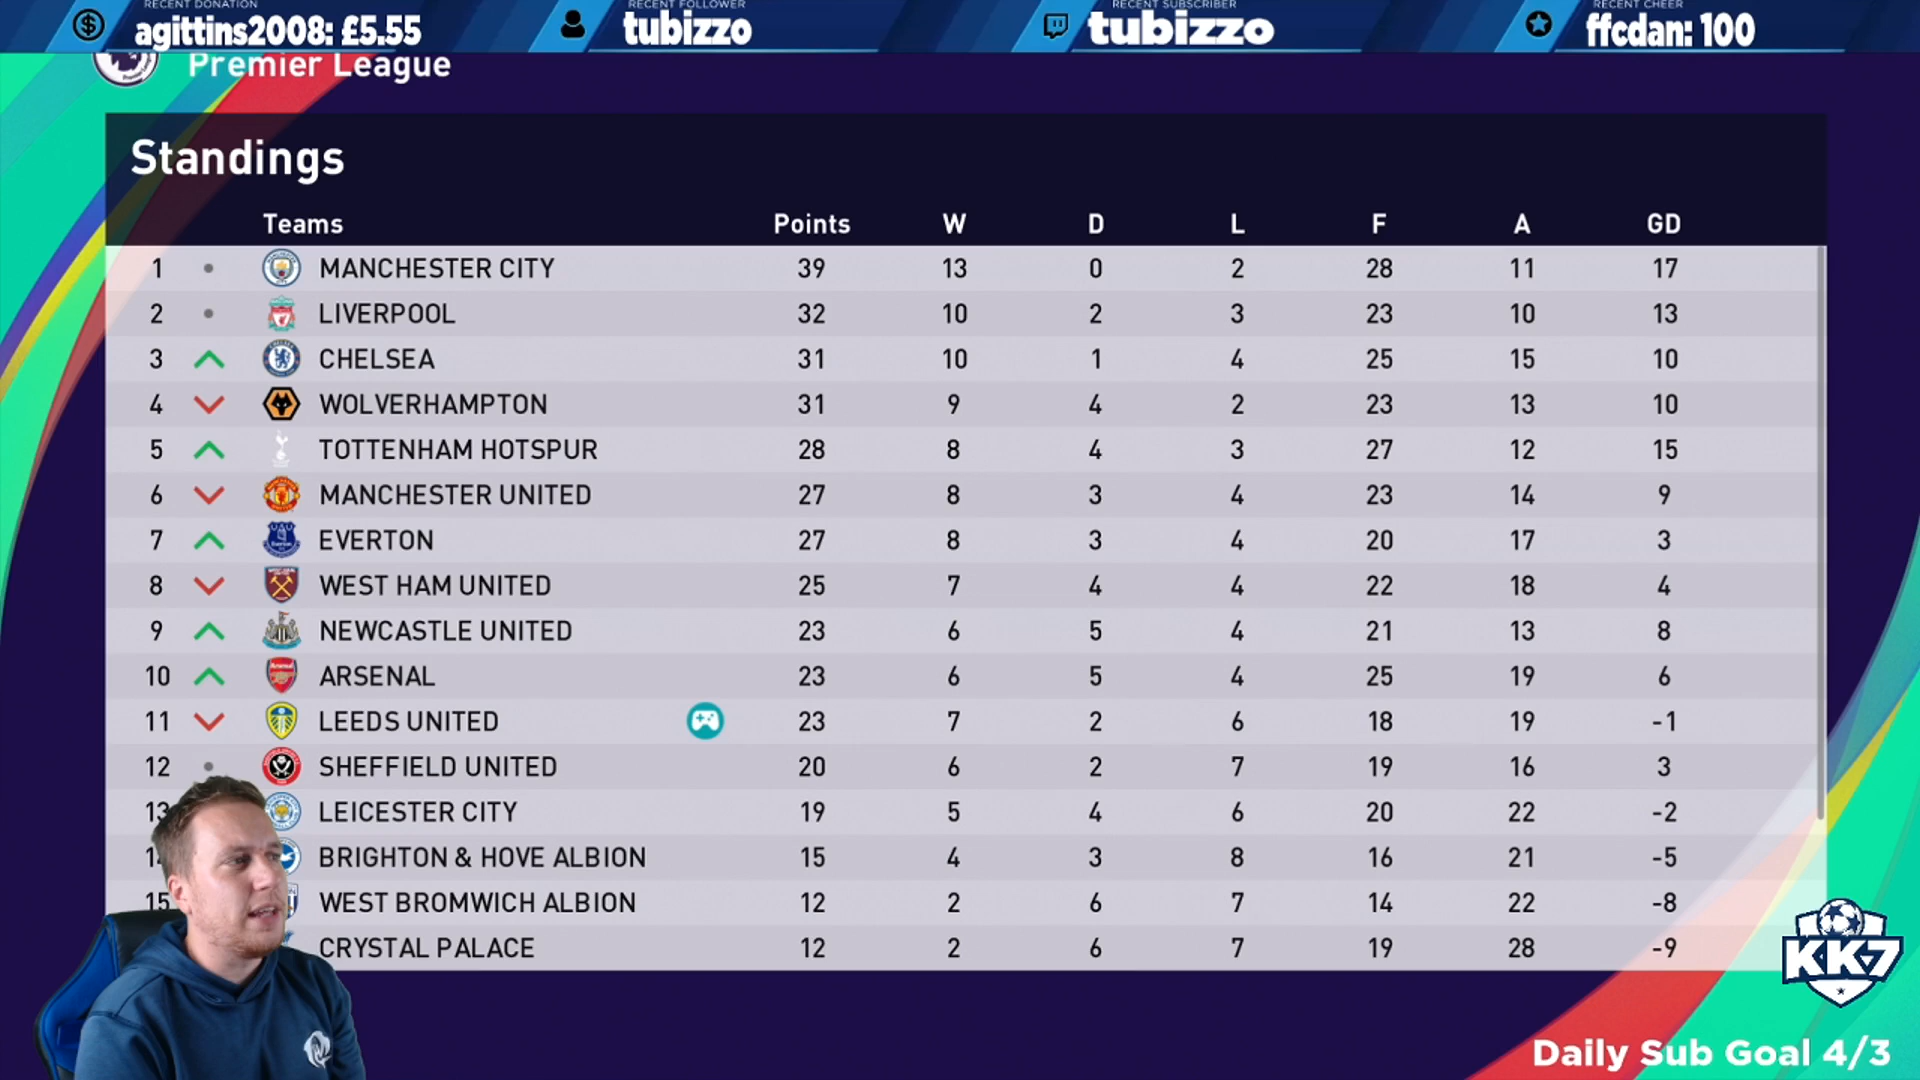 RECENT DONATION
agittins2008: £5.55
RECENT FOLLOWER
tubizzo
RECENT SUBSCRIBER
tubizzo
RECENT CHEER
ffcdan: 100
Premier League
Standings
Teams Points W D L F A GD
1 MANCHESTER CITY 39 13 0 2 28 11 17
2 LIVERPOOL 32 10 2 3 23 10 13
3 CHELSEA 31 10 1 4 25 15 10
4 WOLVERHAMPTON 31 9 4 2 23 13 10
5 TOTTENHAM HOTSPUR 28 8 4 3 27 12 15
6 MANCHESTER UNITED 27 8 3 4 23 14 9
7 EVERTON 27 8 3 4 20 17 3
8 WEST HAM UNITED 25 7 4 4 22 18 4
9 NEWCASTLE UNITED 23 6 5 4 21 13 8
10 ARSENAL 23 6 5 4 25 19 6
11 LEEDS UNITED 23 7 2 6 18 19 -1
12 SHEFFIELD UNITED 20 6 2 7 19 16 3
13 LEICESTER CITY 19 5 4 6 20 22 -2
14 BRIGHTON & HOVE ALBION 15 4 3 8 16 21 -5
15 WEST BROMWICH ALBION 12 2 6 7 14 22 -8
CRYSTAL PALACE 12 2 6 7 19 28 -9
KK7
Daily Sub Goal 4/3